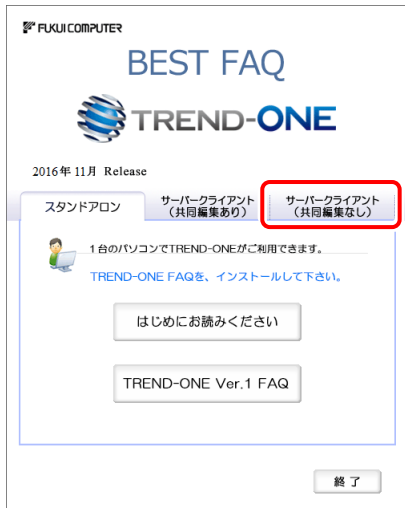 FUKUI COMPUTER
BEST FAQ
TREND-ONE
2016年 11月 Release
スタンドアロン
サーバークライアント
（共同編集あり）
サーバークライアント
（共同編集なし）
1台のパソコンでTREND-ONEがご利用できます。
TREND-ONE FAQを、インストールして下さい。
はじめにお読みください
TREND-ONE Ver.1 FAQ
終了